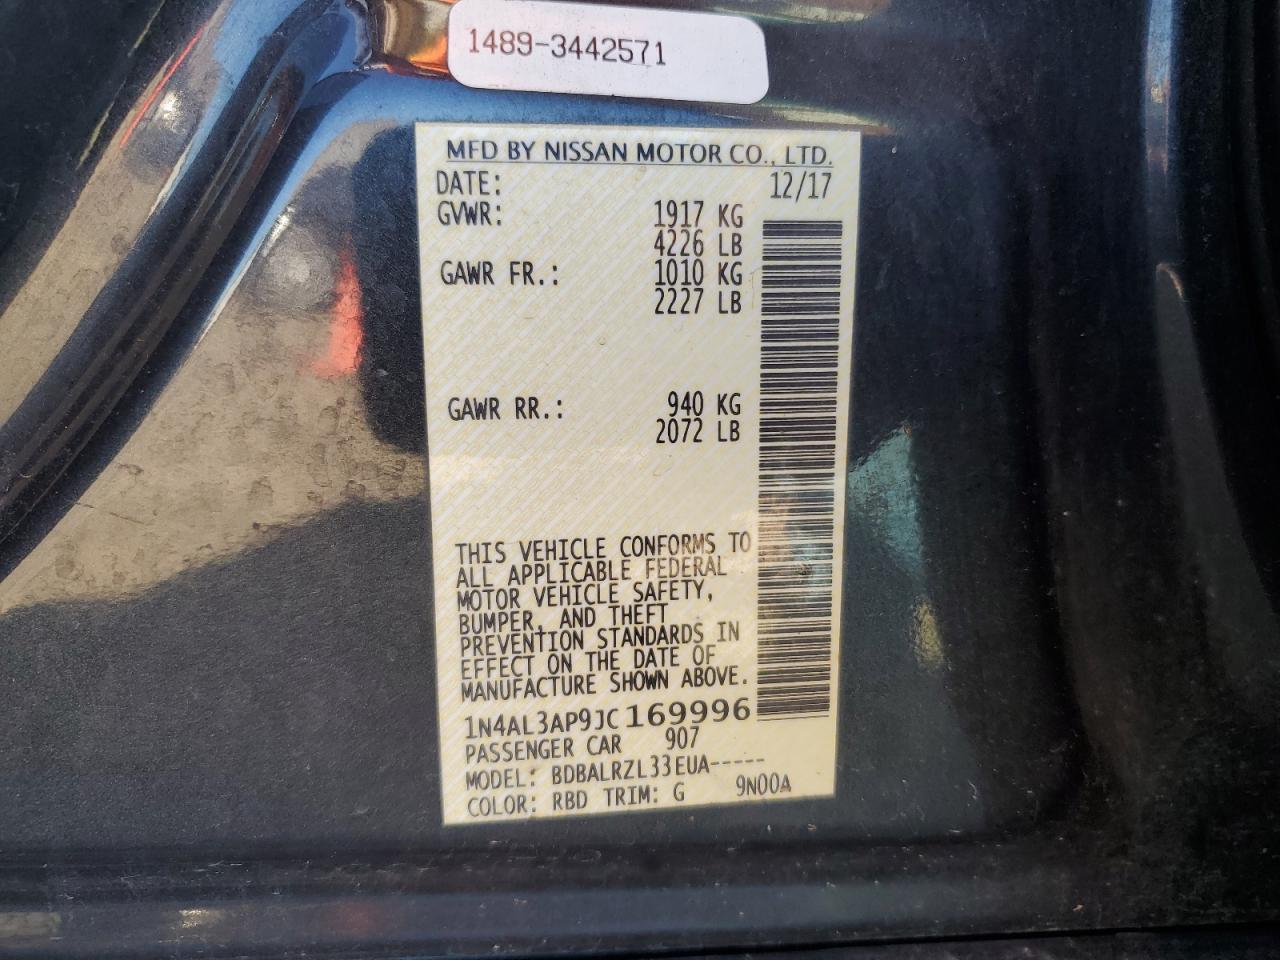 1489-3442571
MFD BY NISSAN MOTOR CO., LTD.
DATE: 12/17
GVWR: 1917 KG
4226 LB
GAWR FR.: 1010 KG
2227 LB
GAWR RR.: 940 KG
2072 LB
THIS VEHICLE CONFORMS TO
ALL APPLICABLE FEDERAL
MOTOR VEHICLE SAFETY,
BUMPER, AND THEFT
PREVENTION STANDARDS IN
EFFECT ON THE DATE OF
MANUFACTURE SHOWN ABOVE.
1N4AL3AP9JC169996
PASSENGER CAR 907
MODEL: BDBALRZL33EUA-----
COLOR: RBD TRIM: G 9N00A